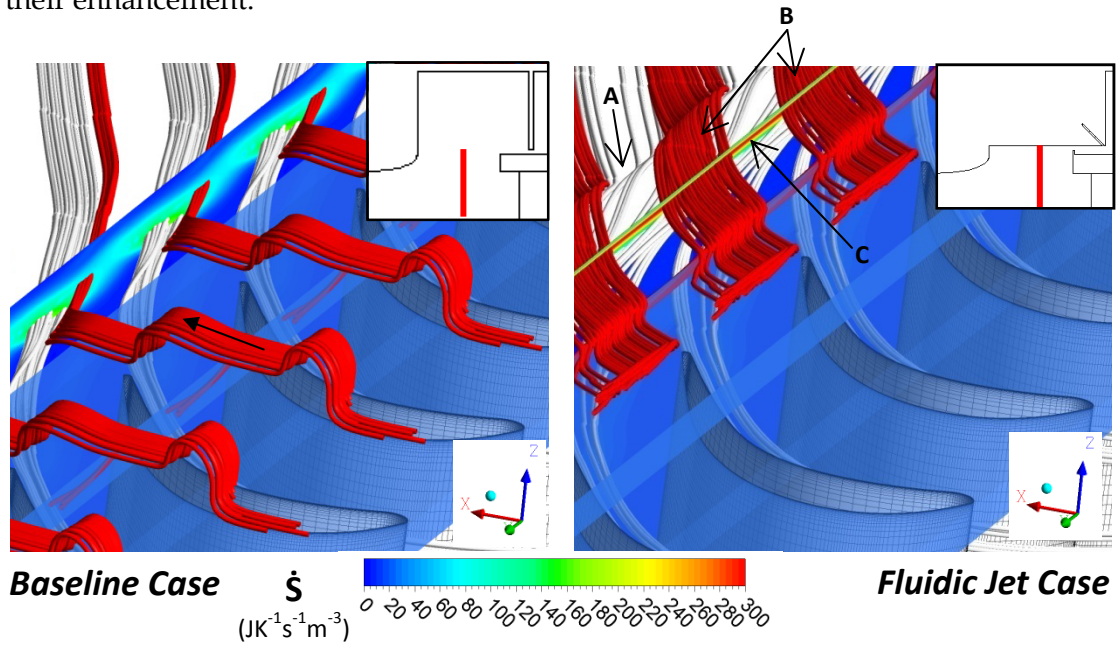 their enhancement.
B
A
C
Z
X
Z
X
Baseline Case
Ṡ
(JK⁻¹s⁻¹m⁻³)
0 20 40 60 80 100 120 140 160 180 200 220 240 260 280 300
Fluidic Jet Case